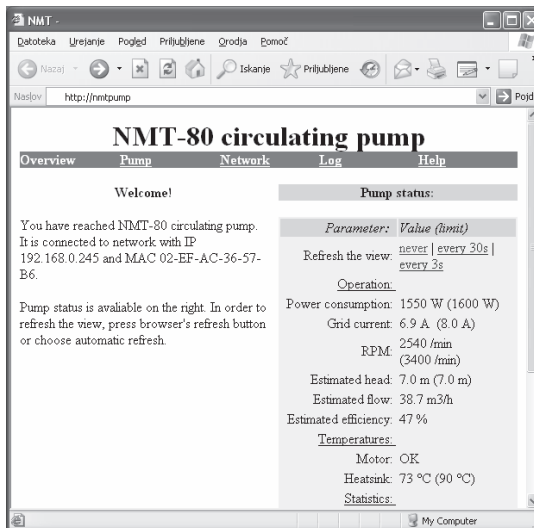 NMT -
Datoteka Urejanje Pogled Priljubljene Orodja Pomoč
Nazaj Iskanje Priljubljene
Naslov http://nmtpump Pojdi
NMT-80 circulating pump
Overview Pump Network Log Help
Welcome!
You have reached NMT-80 circulating pump.
It is connected to network with IP
192.168.0.245 and MAC 02-EF-AC-36-57-
B6.
Pump status is avaliable on the right. In order to
refresh the view, press browser's refresh button
or choose automatic refresh.
Pump status:
Parameter: Value (limit)
Refresh the view: never | every 30s |
every 3s
Operation:
Power consumption: 1550 W (1600 W)
Grid current: 6.9 A (8.0 A)
RPM: 2540 /min
(3400 /min)
Estimated head: 7.0 m (7.0 m)
Estimated flow: 38.7 m3/h
Estimated efficiency: 47 %
Temperatures:
Motor: OK
Heatsink: 73 ºC (90 ºC)
Statistics:
My Computer